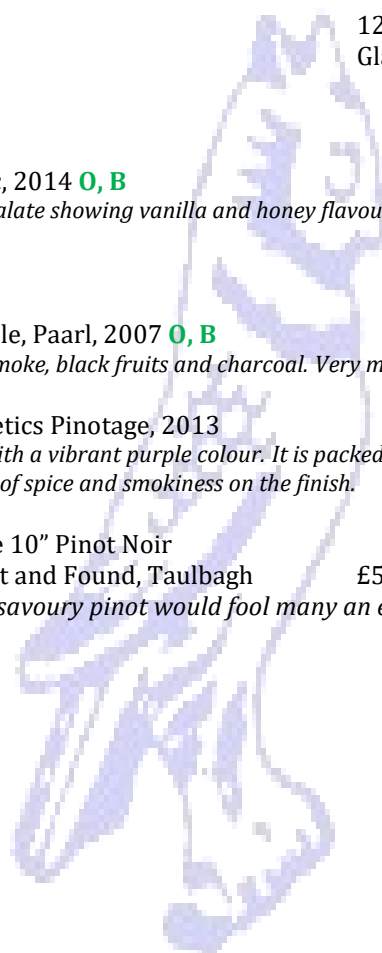 12
Gl
, 2014 O, B
alate showing vanilla and honey flavou
le, Paarl, 2007 O, B
moke, black fruits and charcoal. Very m
etics Pinotage, 2013
ith a vibrant purple colour. It is packed
of spice and smokiness on the finish.
e 10” Pinot Noir
t and Found, Taulbagh £5
savoury pinot would fool many an e